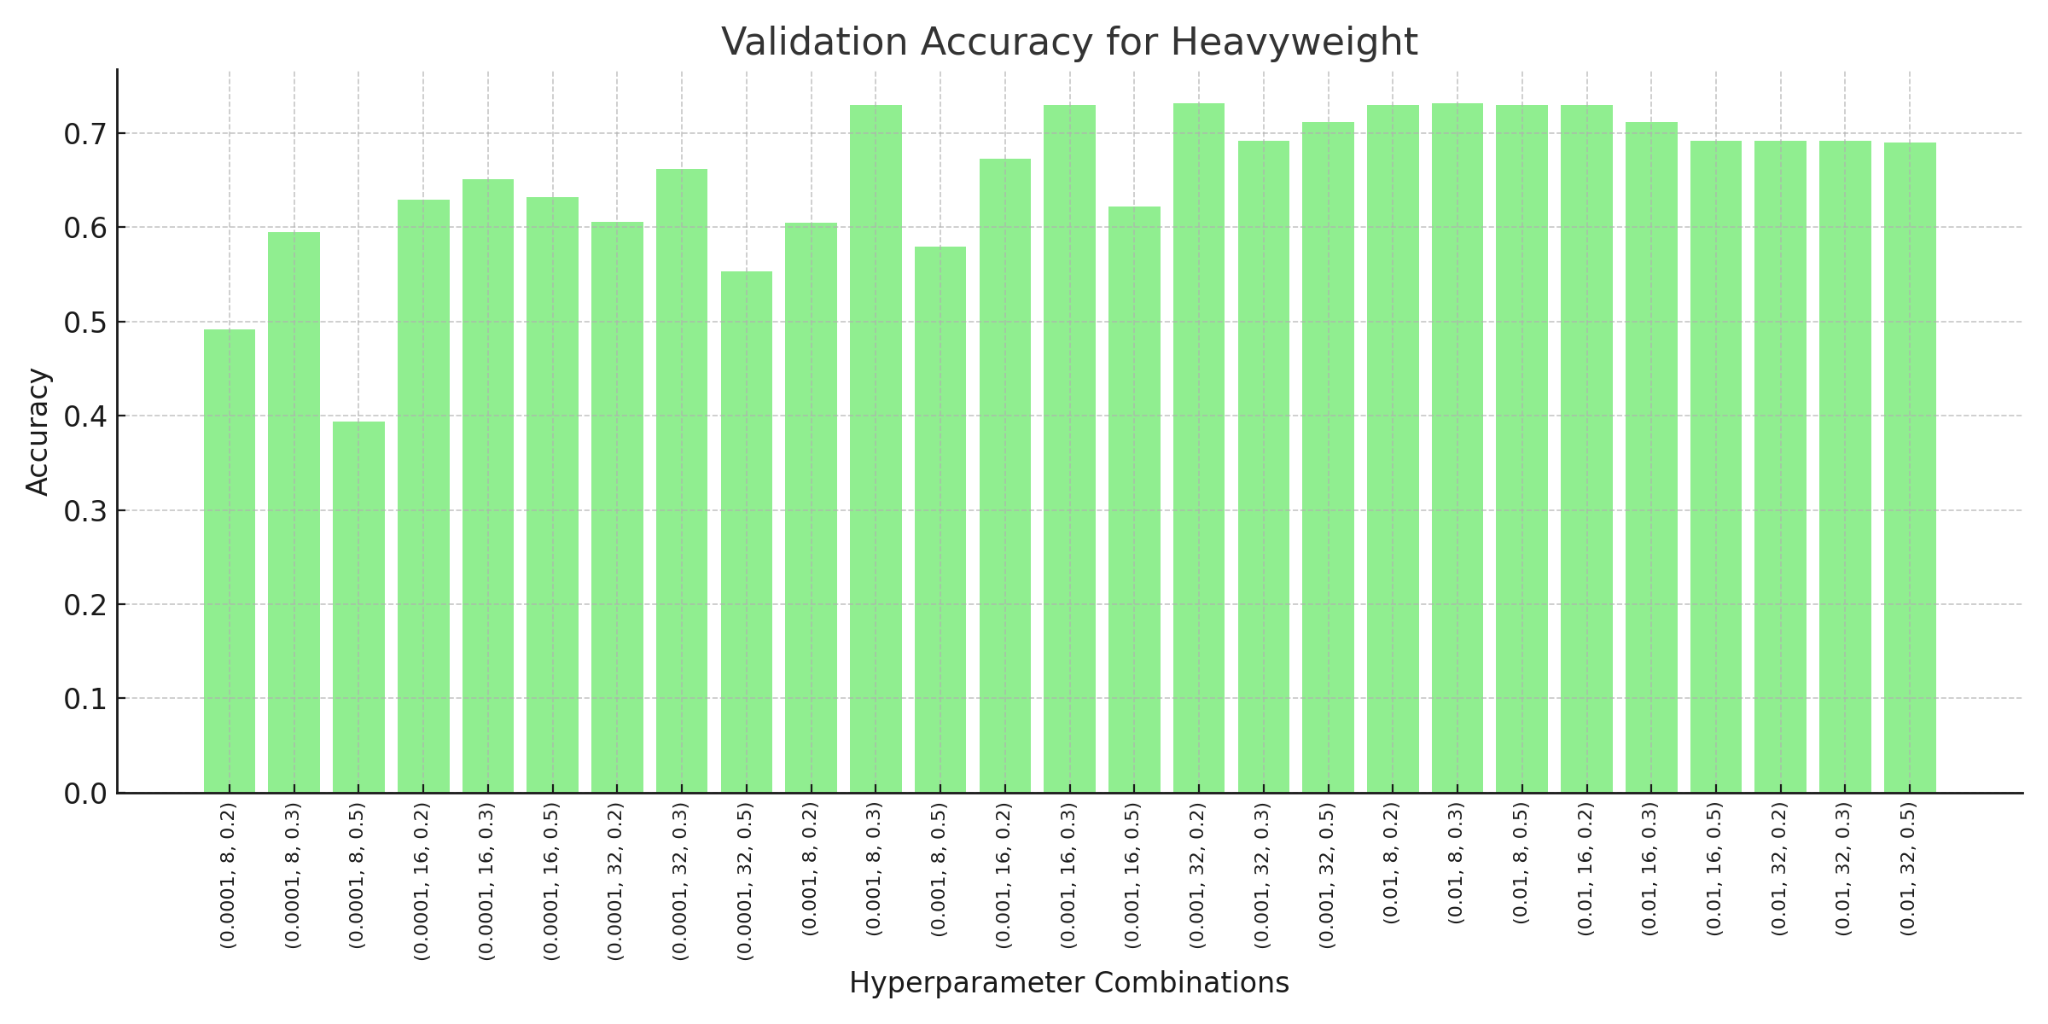 Validation Accuracy for Heavyweight
Accuracy
0.7
0.6
0.5
0.4
0.3
0.2
0.1
0.0
(0.0001, 8, 0.2)
(0.0001, 8, 0.3)
(0.0001, 8, 0.5)
(0.0001, 16, 0.2)
(0.0001, 16, 0.3)
(0.0001, 16, 0.5)
(0.0001, 32, 0.2)
(0.0001, 32, 0.3)
(0.0001, 32, 0.5)
(0.001, 8, 0.2)
(0.001, 8, 0.3)
(0.001, 8, 0.5)
(0.001, 16, 0.2)
(0.001, 16, 0.3)
(0.001, 16, 0.5)
(0.001, 32, 0.2)
(0.001, 32, 0.3)
(0.001, 32, 0.5)
(0.01, 8, 0.2)
(0.01, 8, 0.3)
(0.01, 8, 0.5)
(0.01, 16, 0.2)
(0.01, 16, 0.3)
(0.01, 16, 0.5)
(0.01, 32, 0.2)
(0.01, 32, 0.3)
(0.01, 32, 0.5)
Hyperparameter Combinations